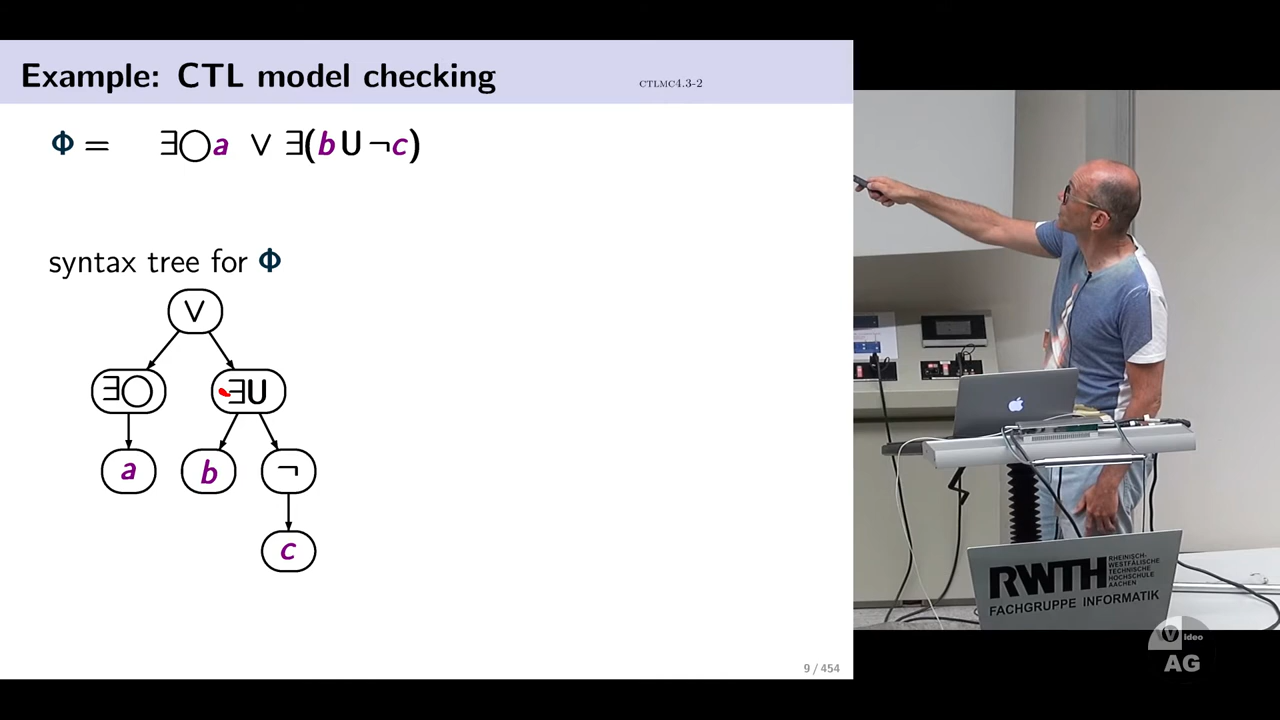 Example: CTL model checking
CTLMC4.3-2
Φ = ∃◯a ∨ ∃(b U ¬c)
syntax tree for Φ
∨
∃◯ ∃U
a b ¬
c
9 / 454
RWTH RHEINISCH-
WESTFÄLISCHE
TECHNISCHE
HOCHSCHULE
AACHEN
FACHGRUPPE INFORMATIK
Video
AG